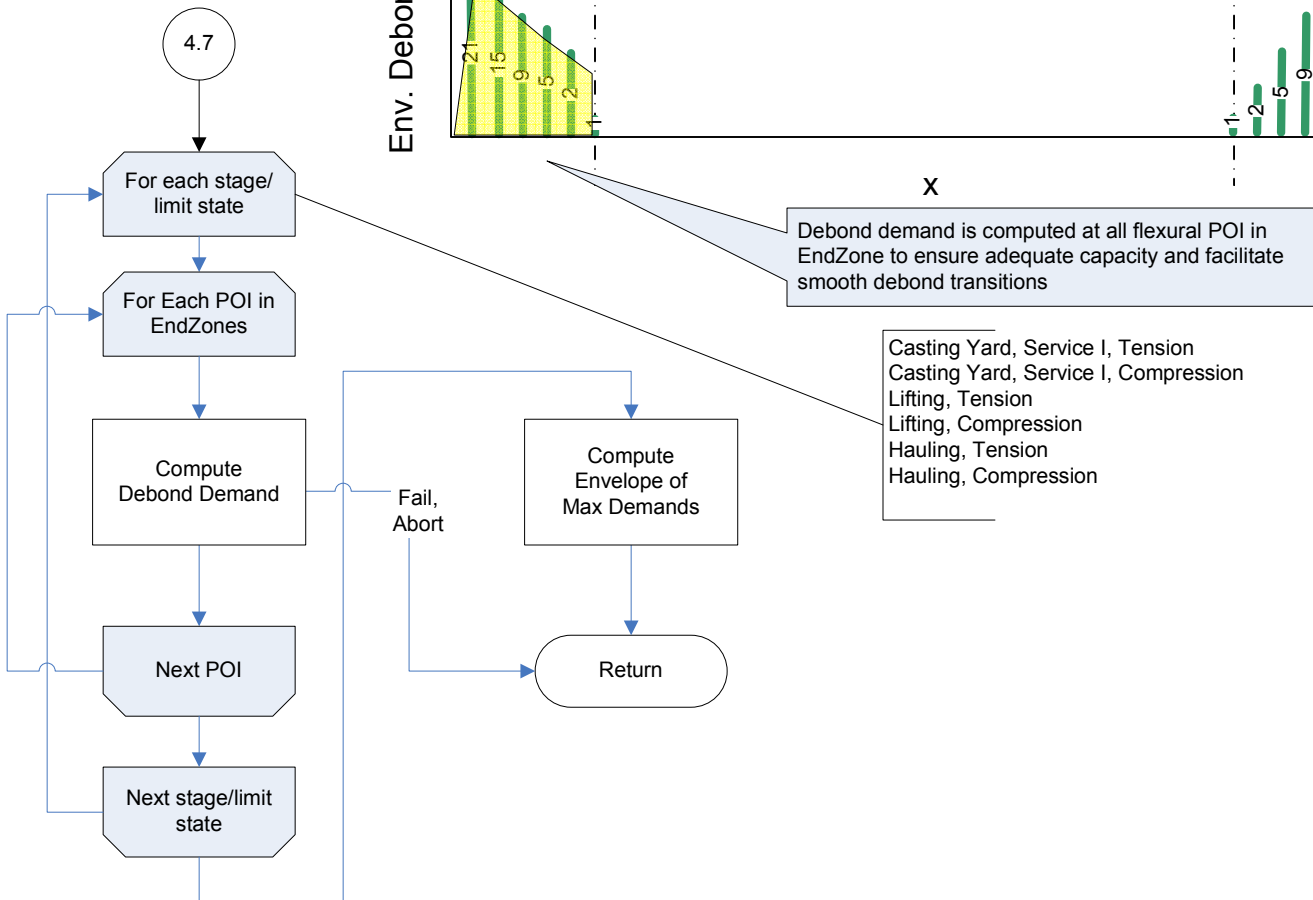 4.7
Env. Debon
21
15
9
5
2
1
1
2
5
9
x
For each stage/
limit state
Debond demand is computed at all flexural POI in
EndZone to ensure adequate capacity and facilitate
smooth debond transitions
For Each POI in
EndZones
Casting Yard, Service I, Tension
Casting Yard, Service I, Compression
Lifting, Tension
Lifting, Compression
Hauling, Tension
Hauling, Compression
Compute
Debond Demand
Fail,
Abort
Compute
Envelope of
Max Demands
Next POI
Return
Next stage/limit
state